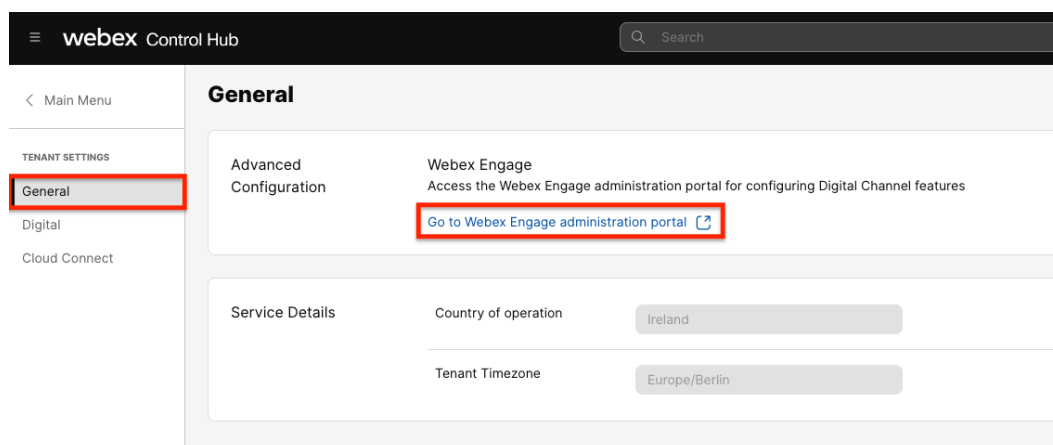 webex Control Hub
Search
Main Menu
TENANT SETTINGS
General
Digital
Cloud Connect
General
Advanced
Configuration
Webex Engage
Access the Webex Engage administration portal for configuring Digital Channel features
Go to Webex Engage administration portal
Service Details
Country of operation
Ireland
Tenant Timezone
Europe/Berlin